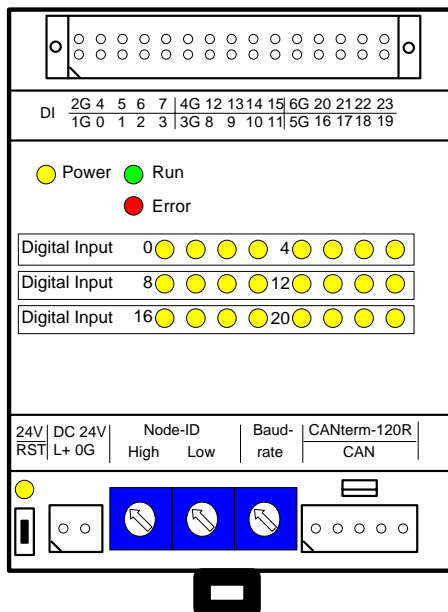 DI 2G 4 5 6 7 4G 12 13 14 15 6G 20 21 22 23
1G 0 1 2 3 3G 8 9 10 11 5G 16 17 18 19
Power Run
Error
Digital Input 0 4
Digital Input 8 12
Digital Input 16 20
24V DC 24V Node-ID Baud- CANterm-120R
RST L+ 0G High Low rate CAN